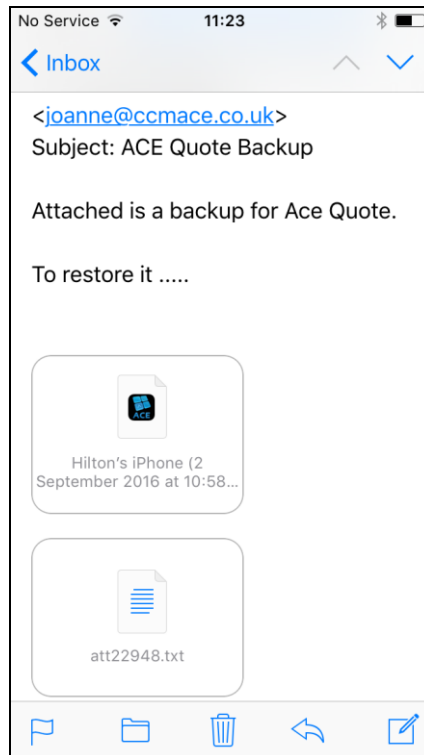 No Service 11:23
Inbox
<joanne@ccmace.co.uk>
Subject: ACE Quote Backup
Attached is a backup for Ace Quote.
To restore it .....
ACE
Hilton's iPhone (2
September 2016 at 10:58...
att22948.txt